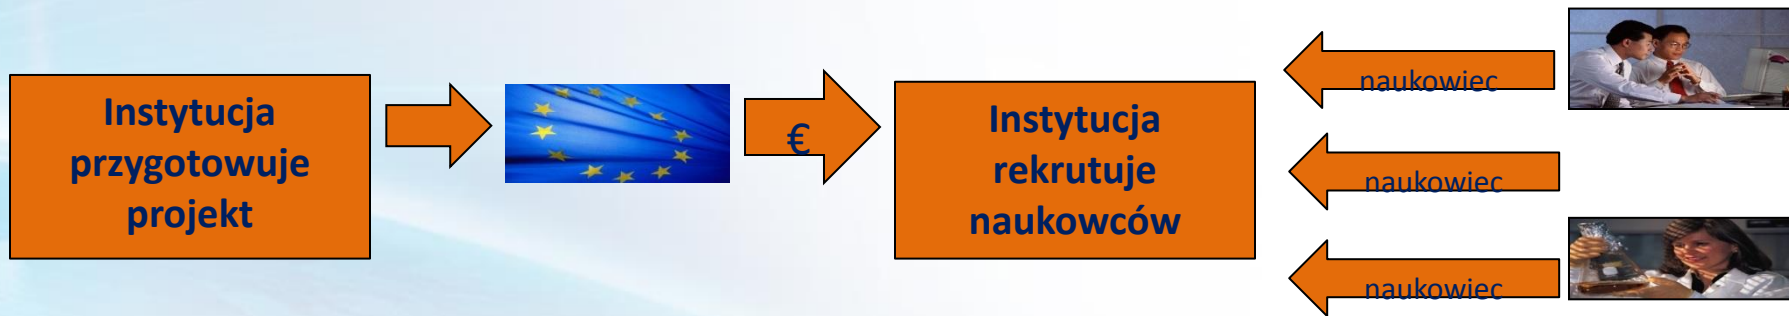 Instytucja
przygotowuje
projekt
€
Instytucja
rekrutuje
naukowców
naukowiec
naukowiec
naukowiec